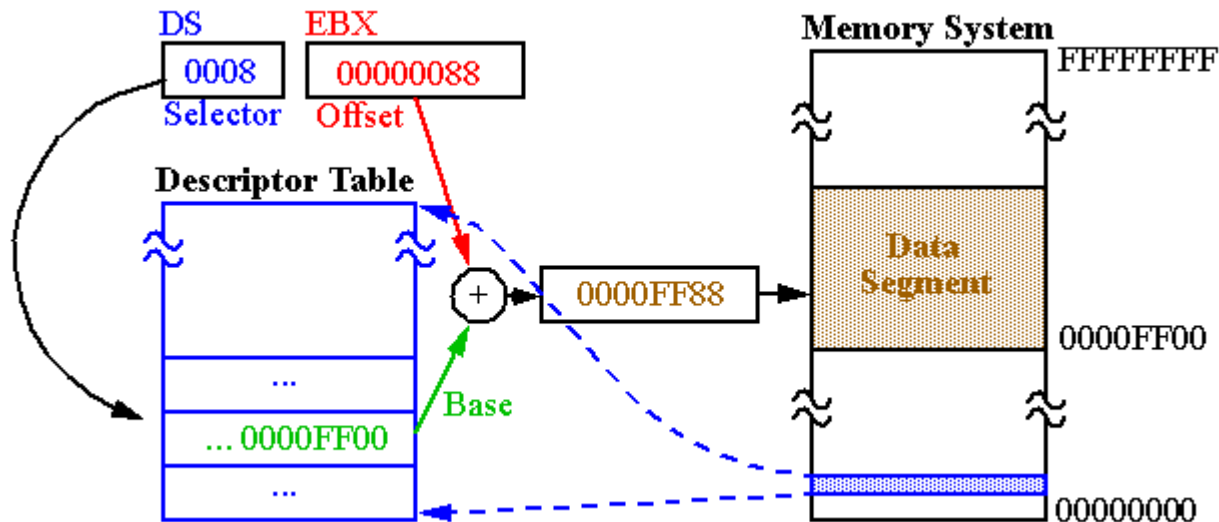 DS EBX
0008 00000088
Selector Offset
Descriptor Table
...
... 0000FF00
...
Base
+
0000FF88
Memory System
FFFFFFFF
Data
Segment
0000FF00
00000000